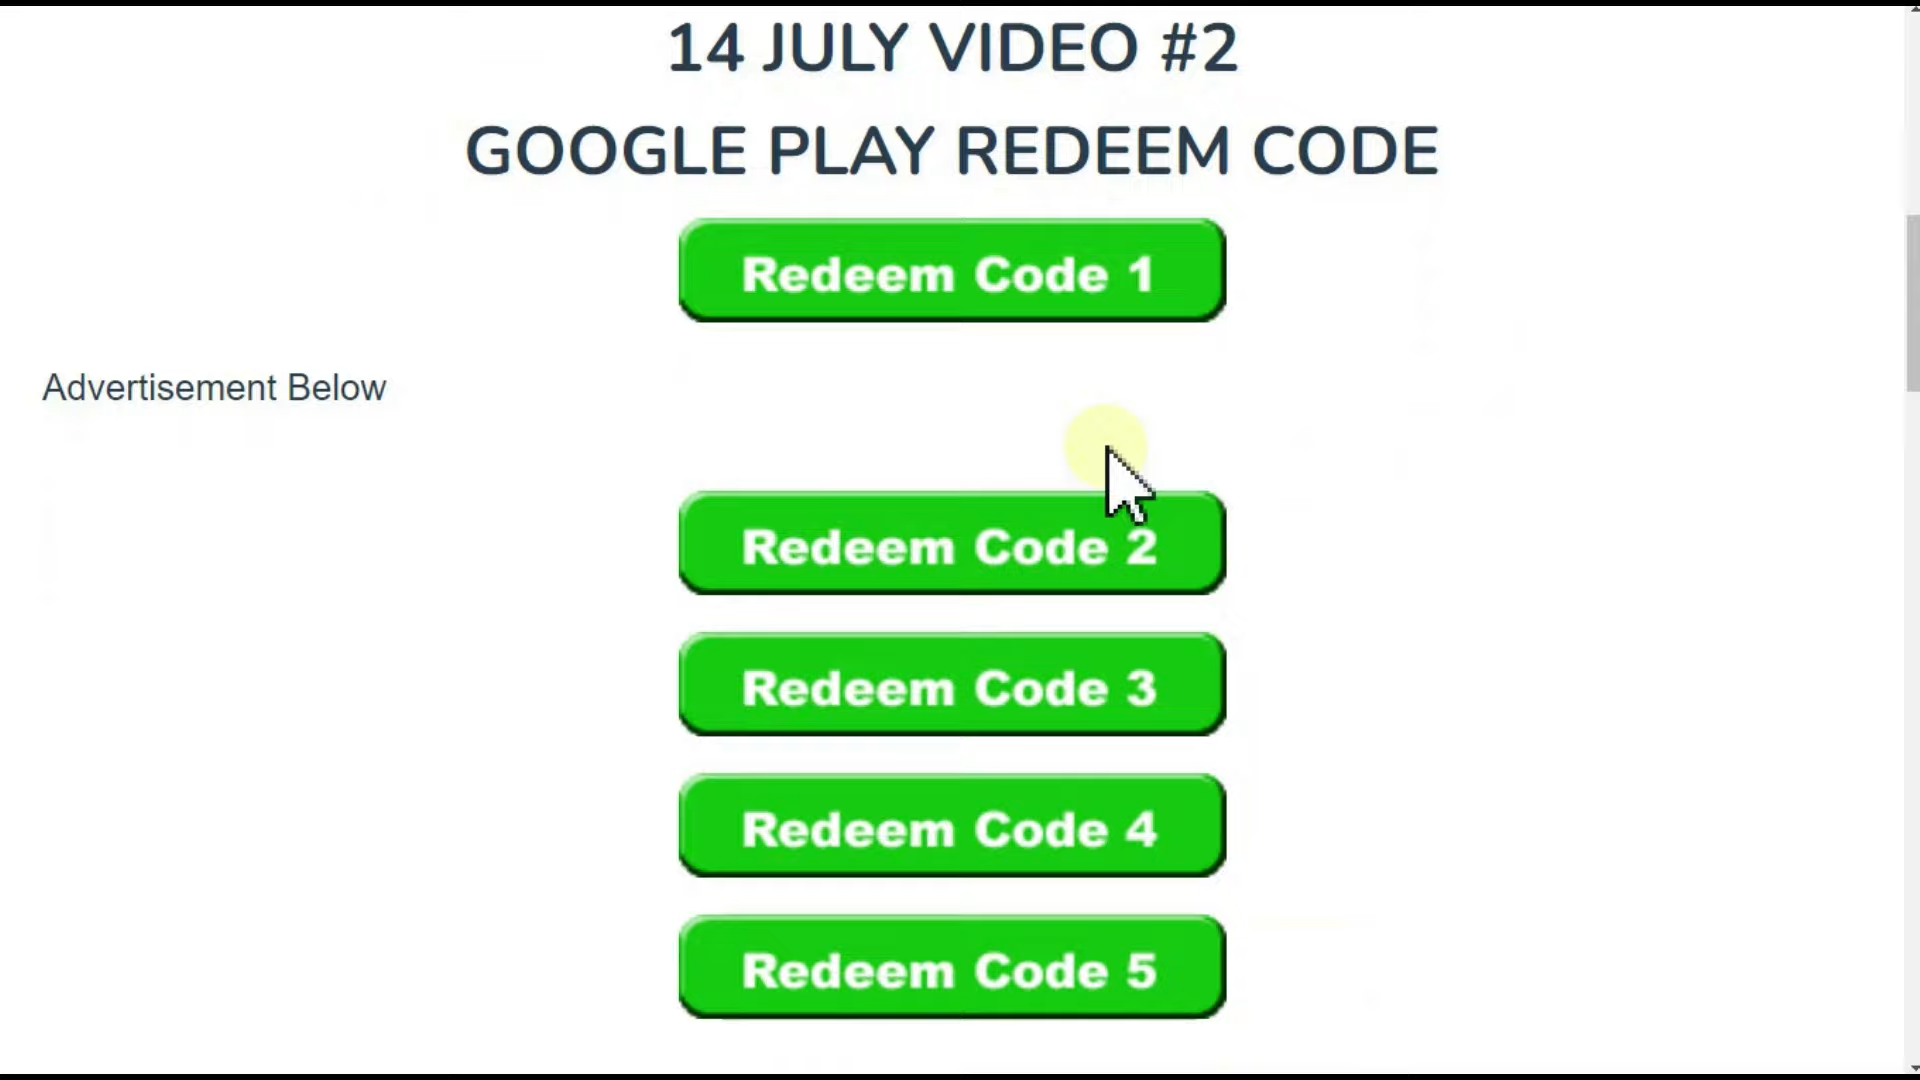 14 JULY VIDEO #2
GOOGLE PLAY REDEEM CODE
Redeem Code 1
Advertisement Below
Redeem Code 2
Redeem Code 3
Redeem Code 4
Redeem Code 5